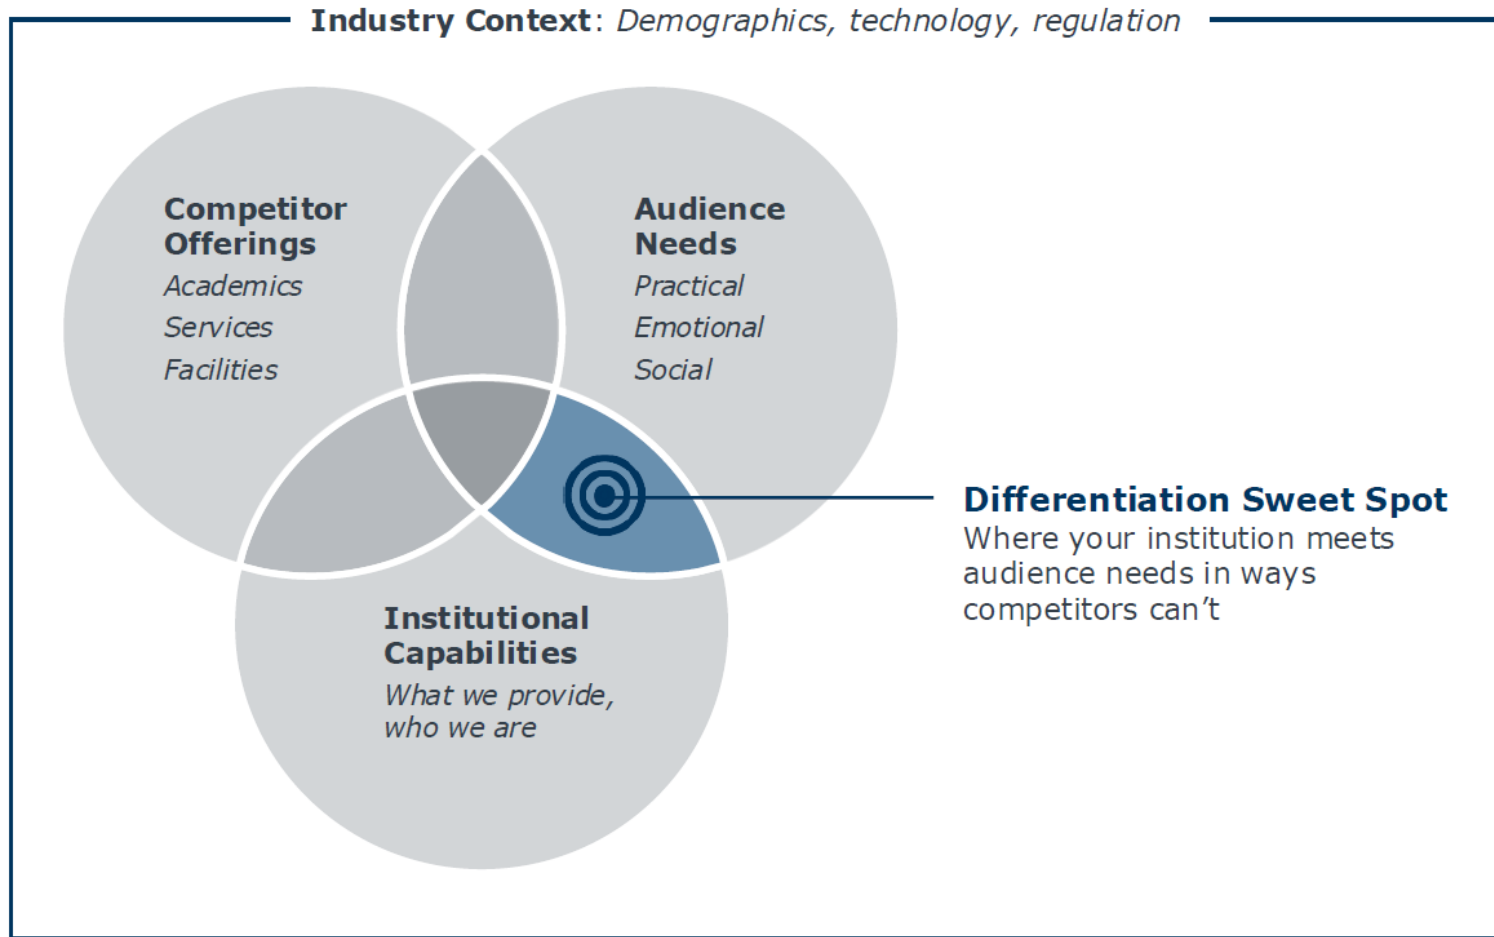 Industry Context: Demographics, technology, regulation
Competitor
Offerings
Academics
Services
Facilities
Audience
Needs
Practical
Emotional
Social
Differentiation Sweet Spot
Where your institution meets
audience needs in ways
competitors can’t
Institutional
Capabilities
What we provide,
who we are